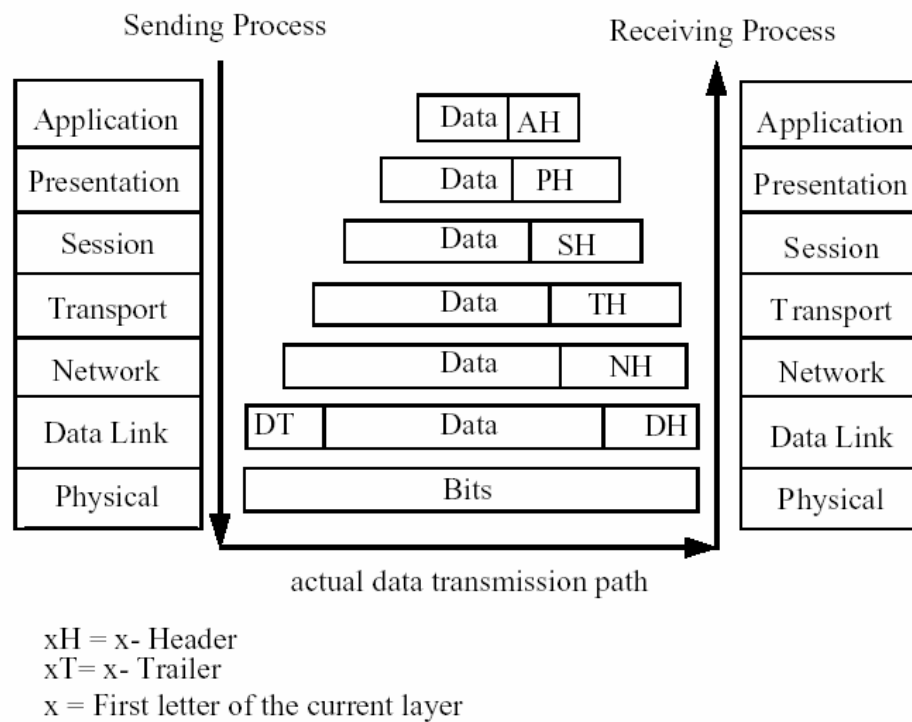 Sending Process
Receiving Process
Application
Data AH
Application
Presentation
Data PH
Presentation
Session
Data SH
Session
Transport
Data TH
Transport
Network
Data NH
Network
Data Link
DT Data DH
Data Link
Physical
Bits
Physical
actual data transmission path
xH = x- Header
xT= x- Trailer
x = First letter of the current layer